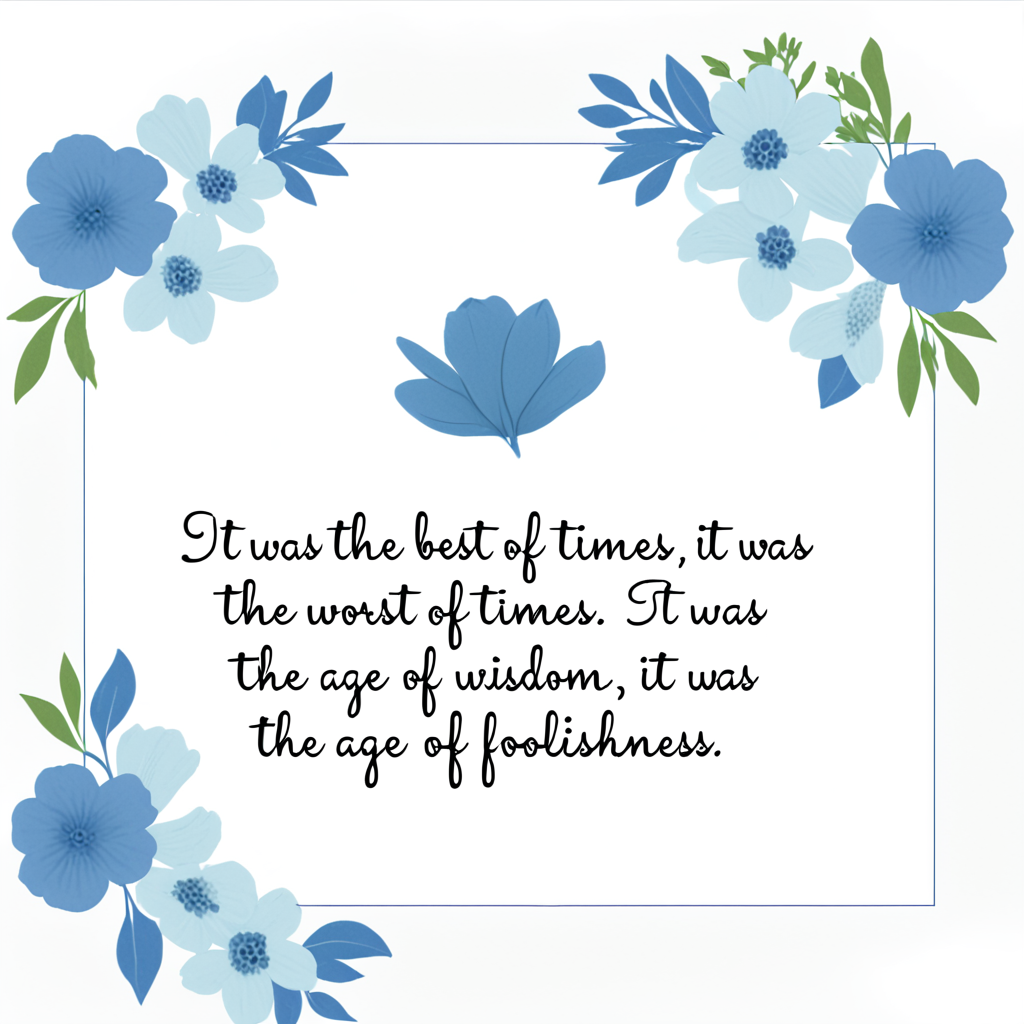 It was the best of times, it was
the worst of times. It was
the age of wisdom, it was
the age of foolishness.